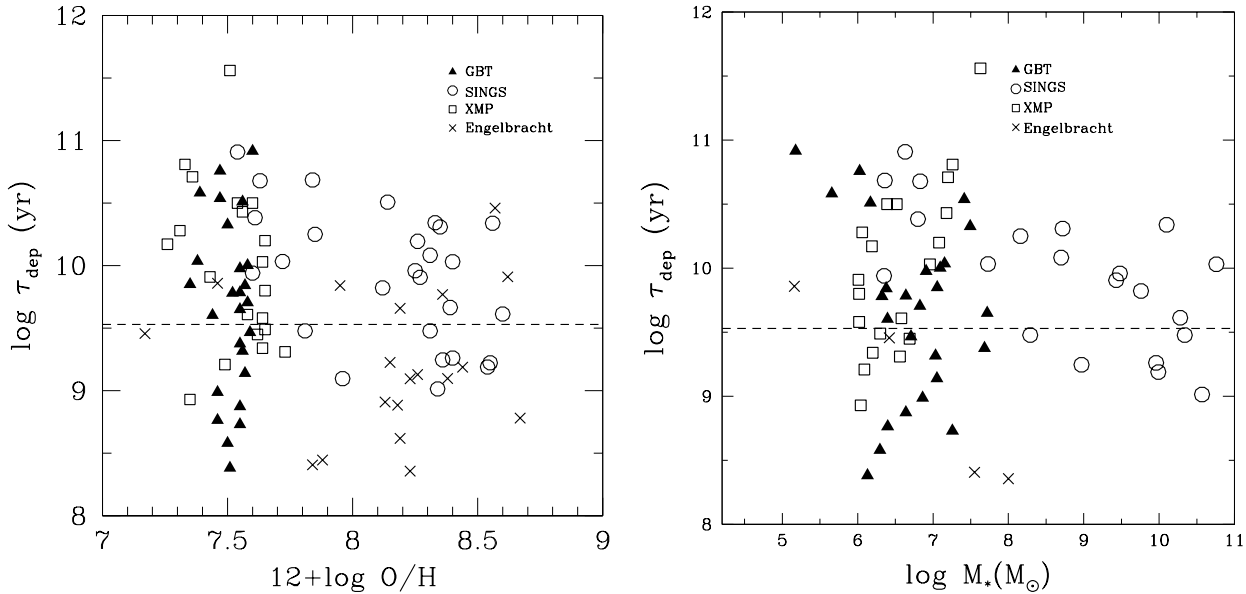 12
11
10
9
8
log τdep (yr)
7
7.5
8
8.5
9
12+log O/H
GBT
SINGS
XMP
Engelbracht
12
11
10
9
8
log τdep (yr)
5
6
7
8
9
10
11
log M*(M⊙)
GBT
SINGS
XMP
Engelbracht